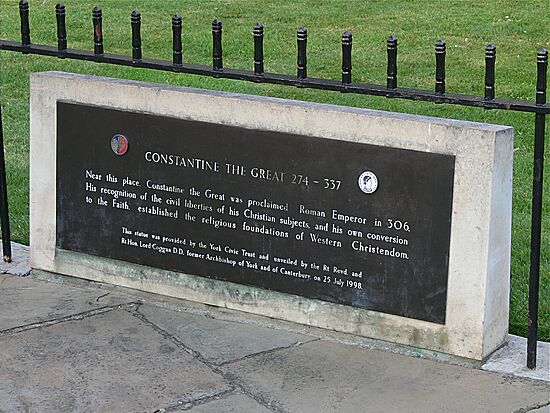 CONSTANTINE THE GREAT 274 - 337
Near this place, Constantine the Great was proclaimed Roman Emperor in 306.
His recognition of the civil liberties of his Christian subjects, and his own conversion
to the Faith, established the religious foundations of Western Christendom.
This statue was provided by the York Civic Trust and unveiled by the Rt Revd. and
Rt Hon. Lord Coggan D.D., former Archbishop of York and of Canterbury, on 25 July 1998.